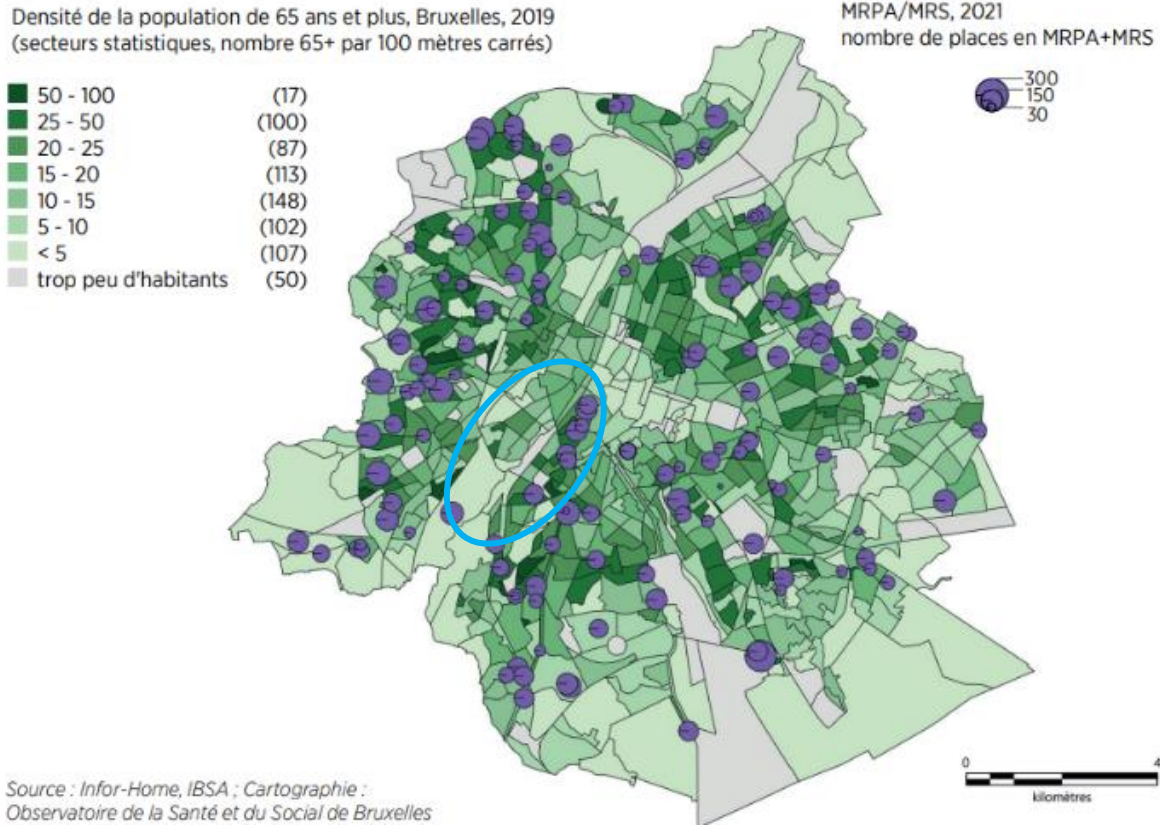 Densité de la population de 65 ans et plus, Bruxelles, 2019
(secteurs statistiques, nombre 65+ par 100 mètres carrés)
50 - 100 (17)
25 - 50 (100)
20 - 25 (87)
15 - 20 (113)
10 - 15 (148)
5 - 10 (102)
< 5 (107)
trop peu d'habitants (50)
MRPA/MRS, 2021
nombre de places en MRPA+MRS
300
150
30
0 4
kilomètres
Source : Infor-Home, IBSA ; Cartographie :
Observatoire de la Santé et du Social de Bruxelles